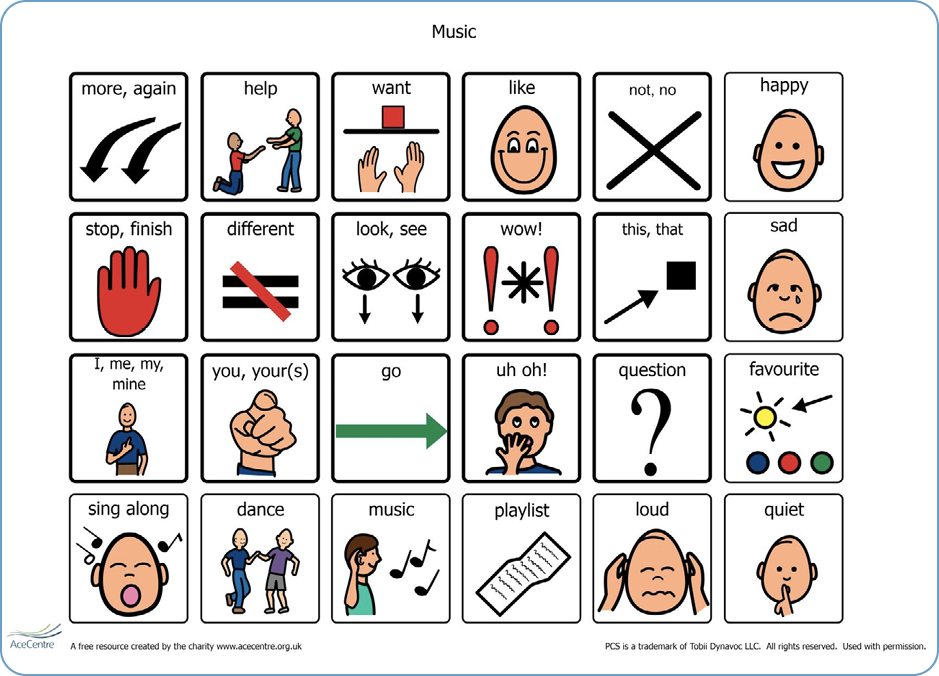 Music
more, again
help
want
like
not, no
happy
stop, finish
different
look, see
wow!
this, that
sad
I, me, my,
mine
you, your(s)
go
uh oh!
question
favourite
sing along
dance
music
playlist
loud
quiet
AceCentre
A free resource created by the charity www.acecentre.org.uk
PCS is a trademark of Tobii Dynavox LLC. All rights reserved. Used with permission.